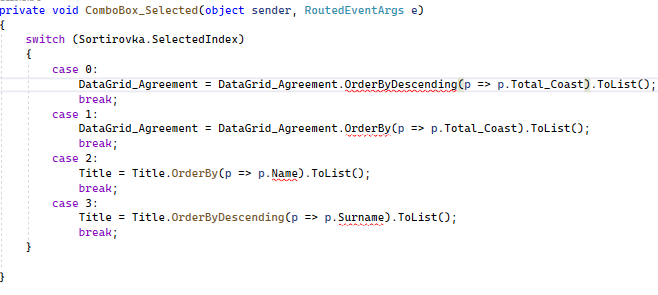 private void ComboBox_Selected(object sender, RoutedEventArgs e)
{
    switch (Sortirovka.SelectedIndex)
    {
        case 0:
            DataGrid_Agreement = DataGrid_Agreement.OrderByDescending(p => p.Total_Coast).ToList();
            break;
        case 1:
            DataGrid_Agreement = DataGrid_Agreement.OrderBy(p => p.Total_Coast).ToList();
            break;
        case 2:
            Title = Title.OrderBy(p => p.Name).ToList();
            break;
        case 3:
            Title = Title.OrderByDescending(p => p.Surname).ToList();
            break;
    }
}